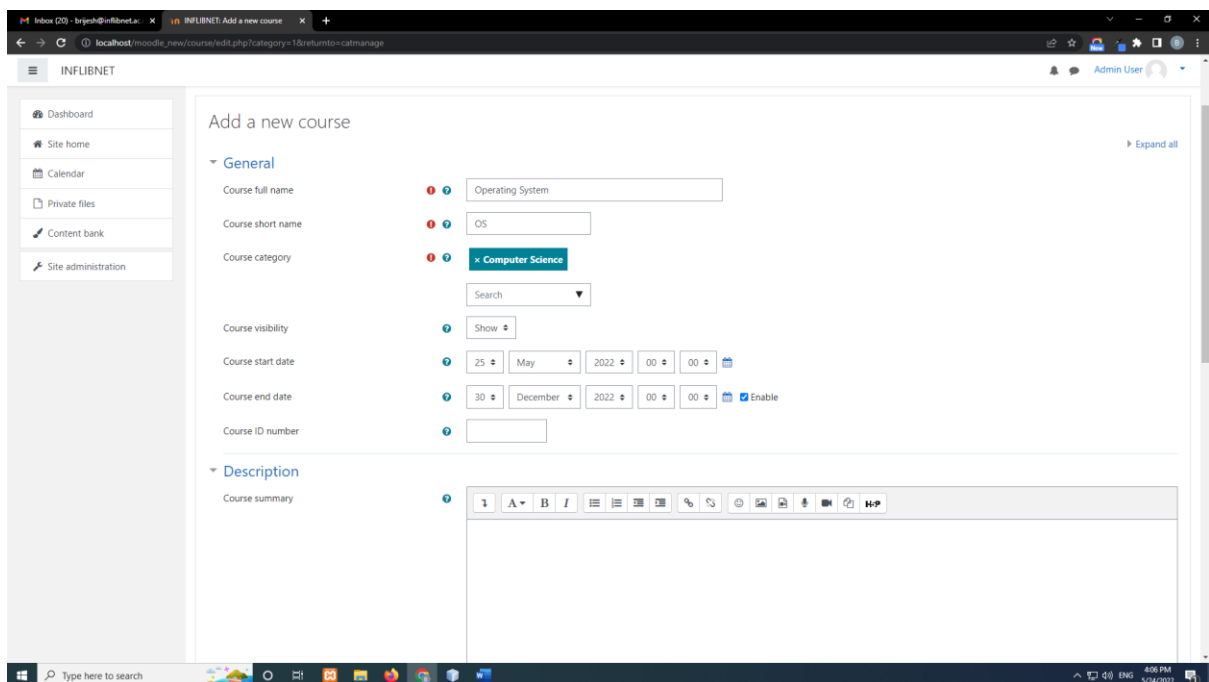 Inbox (20) - brijesh@inflibnet.ac.i
INFLIBNET: Add a new course
localhost/moodle_new/course/edit.php?category=1&returnto=catmanage
New
B
INFLIBNET
Admin User
Dashboard
Site home
Calendar
Private files
Content bank
Site administration
Add a new course
Expand all
General
Course full name
Operating System
Course short name
OS
Course category
× Computer Science
Search
Course visibility
Show
Course start date
25 May 2022 00 00
Course end date
30 December 2022 00 00 Enable
Course ID number
Description
Course summary
A B I H-P
Type here to search
ENG
4:06 PM
5/24/2022